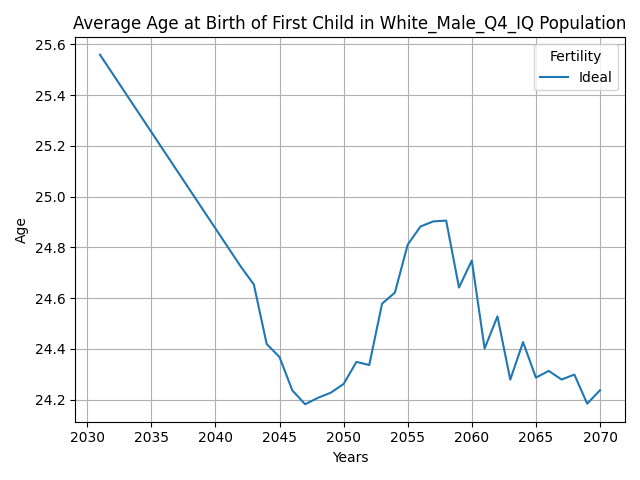 Average Age at Birth of First Child in White_Male_Q4_IQ Population
25.6
25.4
25.2
25.0
24.8
24.6
24.4
24.2
Age
Fertility
Ideal
2030 2035 2040 2045 2050 2055 2060 2065 2070
Years